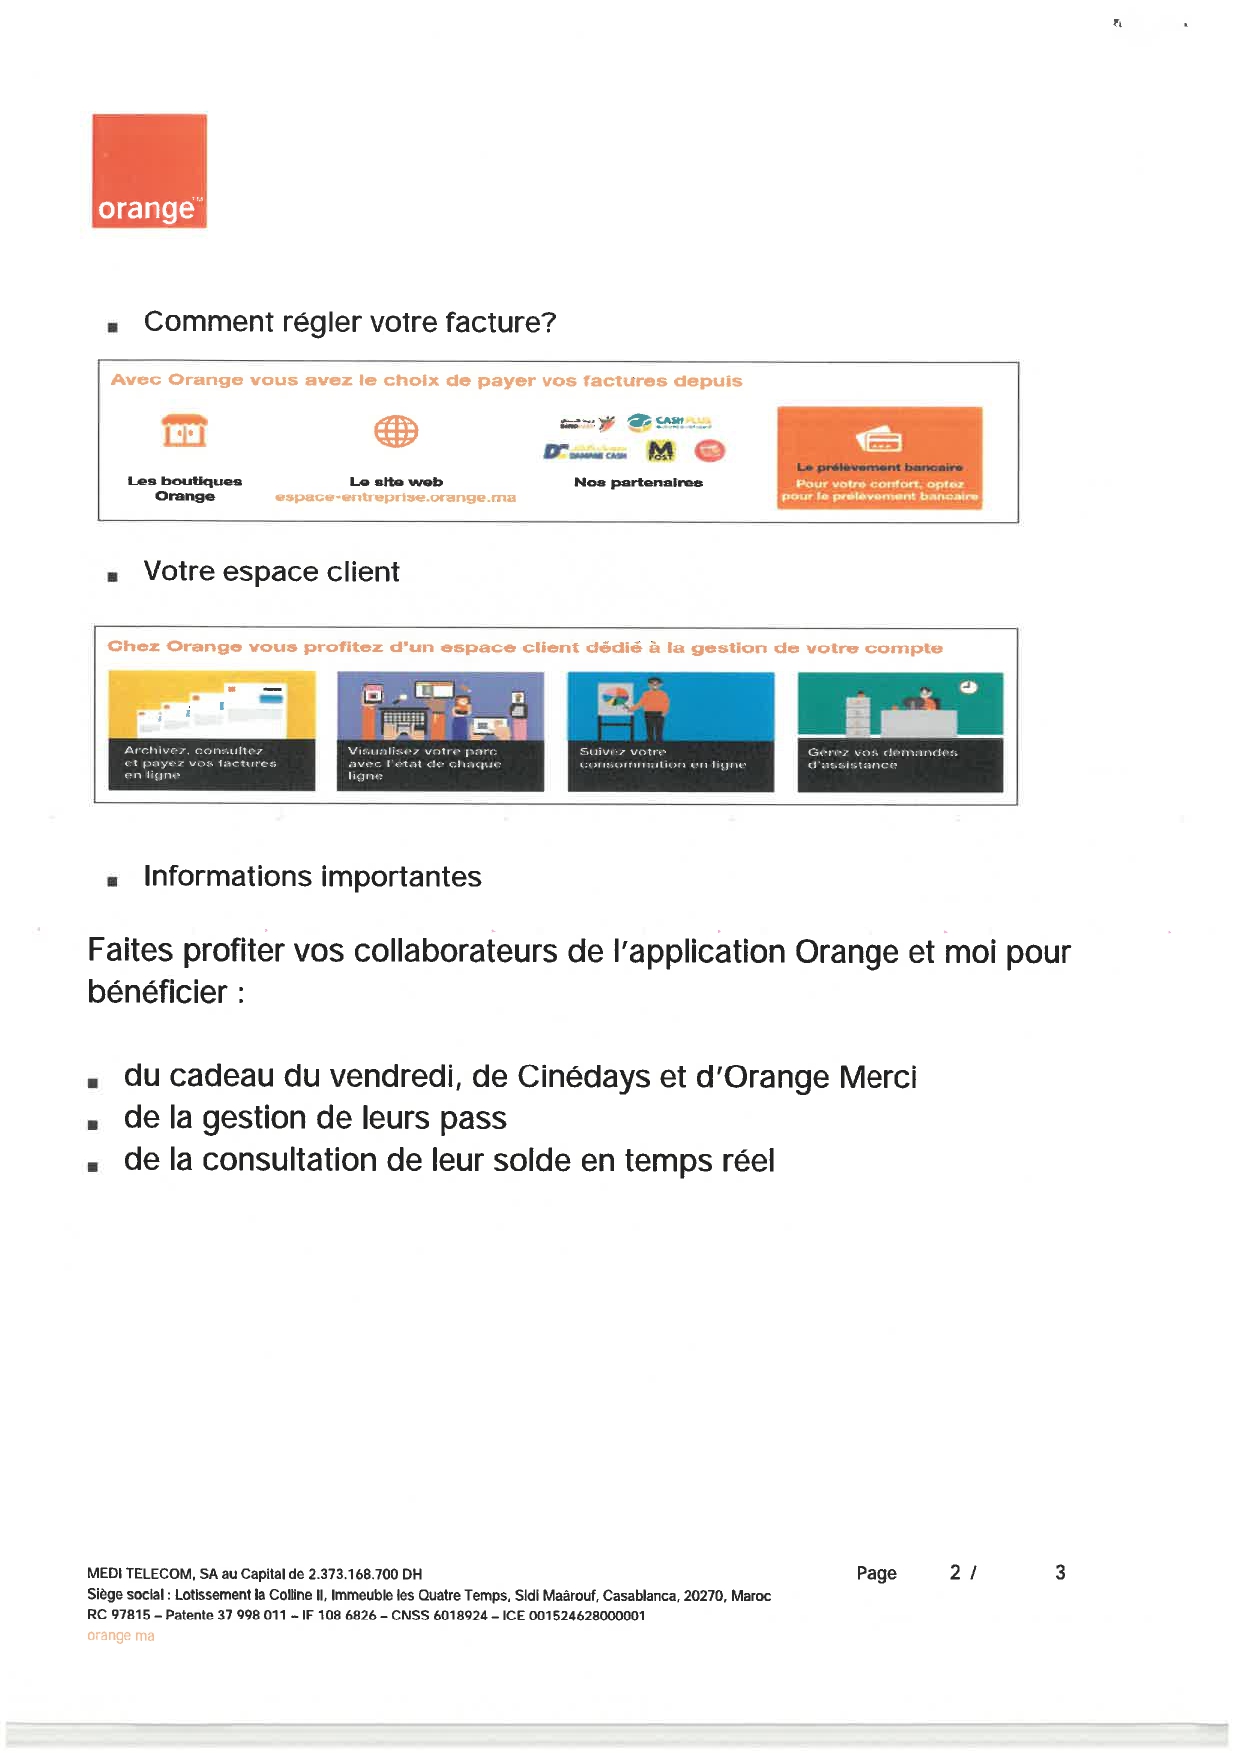 orange™
Comment régler votre facture?
Avec Orange vous avez le choix de payer vos factures depuis
CASH PLUS
DC DAMANE CASH
M
POST
Les boutiques
Orange
Le site web
espace-entreprise.orange.ma
Nos partenaires
Le prélèvement bancaire
Pour votre confort, optez
pour le prélèvement bancaire
Votre espace client
Chez Orange vous profitez d'un espace client dédié à la gestion de votre compte
Archivez, consultez
et payez vos factures
en ligne
Visualisez votre parc
avec l'état de chaque
ligne
Suivez votre
consommation en ligne
Gérez vos demandes
d'assistance
Informations importantes
Faites profiter vos collaborateurs de l'application Orange et moi pour
bénéficier :
du cadeau du vendredi, de Cinédays et d'Orange Merci
de la gestion de leurs pass
de la consultation de leur solde en temps réel
MEDI TELECOM, SA au Capital de 2.373.168.700 DH
Page 2 / 3
Siège social : Lotissement la Colline II, Immeuble les Quatre Temps, Sidi Maârouf, Casablanca, 20270, Maroc
RC 97815 – Patente 37 998 011 – IF 108 6826 – CNSS 6018924 – ICE 001524628000001
orange ma